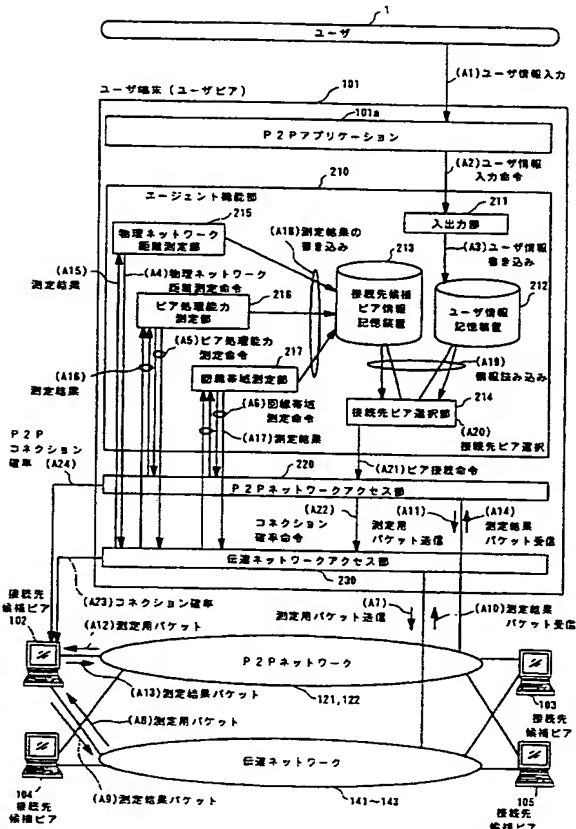 1
ユーザ
(A1)ユーザ情報入力
ユーザ端末(ユーザピア)
101
101a
P2Pアプリケーション
(A2)ユーザ情報
入力命令
210
エージェント機能部
211
入出力部
(A3)ユーザ情報
書き込み
215
物理ネットワーク
距離測定部
(A18)測定結果の
書き込み
213
接続先候補
ピア情報
記憶装置
212
ユーザ情報
記憶装置
(A15)
測定結果
(A4)物理ネットワーク
距離測定命令
ピア処理能力
測定部
216
(A5)ピア処理能力
測定命令
217
回線帯域測定部
(A16)
測定結果
(A6)回線帯域
測定命令
(A17)測定結果
(A19)
情報読み込み
214
接続先ピア選択部
(A20)
接続先ピア選択
(A21)ピア接続命令
P2P
コネクション
確率
(A24)
220
P2Pネットワークアクセス部
(A22)
コネクション
確率命令
(A11)
測定用
パケット送信
(A14)
測定結果
パケット受信
伝達ネットワークアクセス部
230
(A23)コネクション確率
接続先
候補ピア
102
(A12)測定用パケット
(A7)
測定用
パケット送信
(A10)測定結果
パケット受信
P2Pネットワーク
(A13)測定結果パケット
121,122
103
接続先
候補ピア
(A8)測定用パケット
伝達ネットワーク
(A9)測定結果パケット
141~143
104
接続先
候補ピア
105
接続先
候補ピア